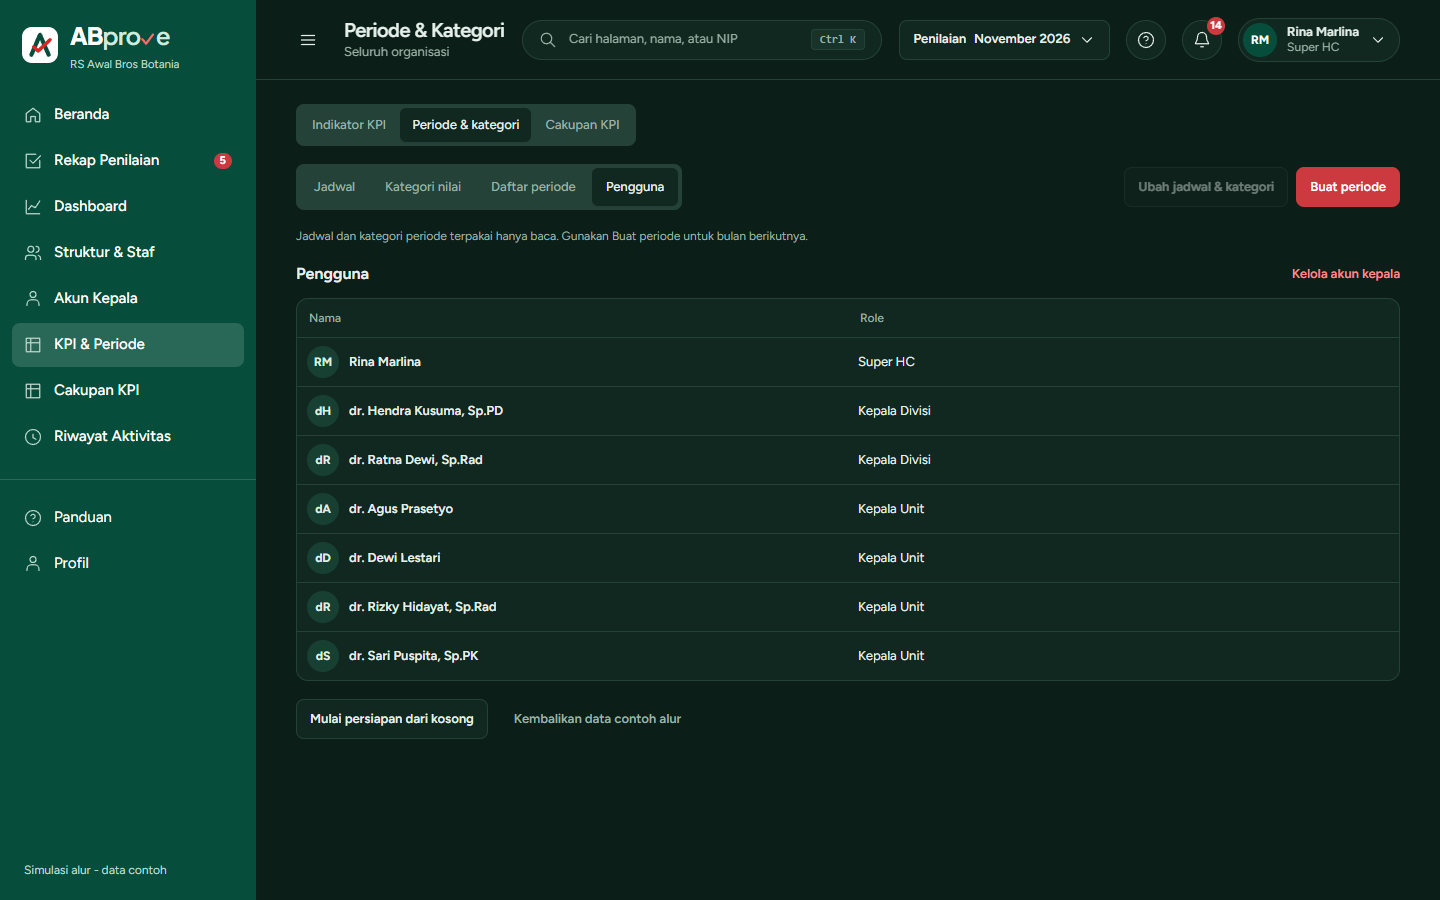 ABprove
RS Awal Bros Botania
Beranda
Rekap Penilaian 5
Dashboard
Struktur & Staf
Akun Kepala
KPI & Periode
Cakupan KPI
Riwayat Aktivitas
Panduan
Profil
Simulasi alur - data contoh
Periode & Kategori
Seluruh organisasi
Cari halaman, nama, atau NIP Ctrl K
Penilaian November 2026
14
RM
Rina Marlina
Super HC
Indikator KPI Periode & kategori Cakupan KPI
Jadwal Kategori nilai Daftar periode Pengguna
Ubah jadwal & kategori Buat periode
Jadwal dan kategori periode terpakai hanya baca. Gunakan Buat periode untuk bulan berikutnya.
Pengguna Kelola akun kepala
Nama Role
RM Rina Marlina Super HC
dH dr. Hendra Kusuma, Sp.PD Kepala Divisi
dR dr. Ratna Dewi, Sp.Rad Kepala Divisi
dA dr. Agus Prasetyo Kepala Unit
dD dr. Dewi Lestari Kepala Unit
dR dr. Rizky Hidayat, Sp.Rad Kepala Unit
dS dr. Sari Puspita, Sp.PK Kepala Unit
Mulai persiapan dari kosong Kembalikan data contoh alur